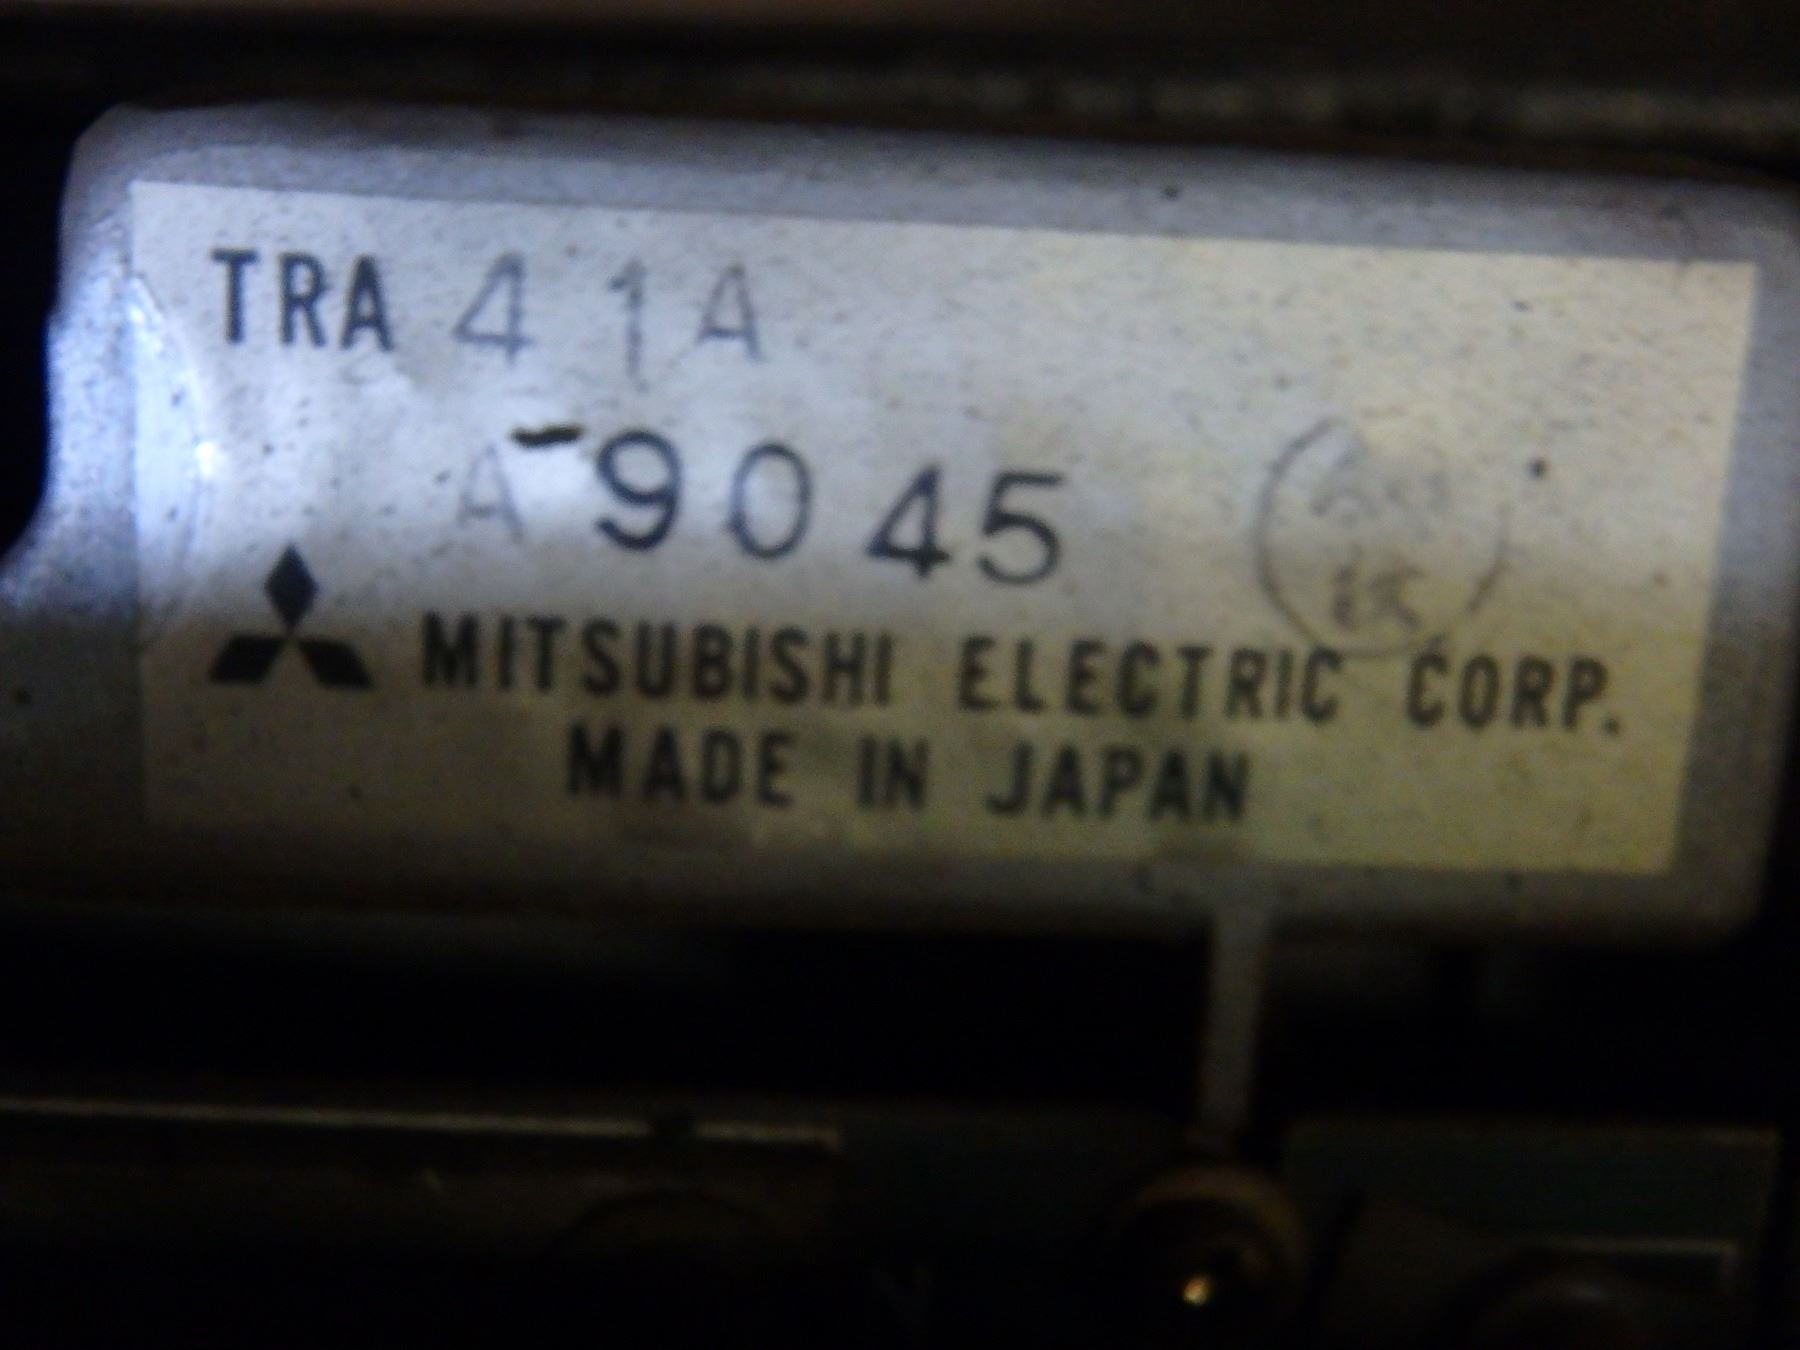 TRA 41A
A 9045
MITSUBISHI ELECTRIC CORP.
MADE IN JAPAN